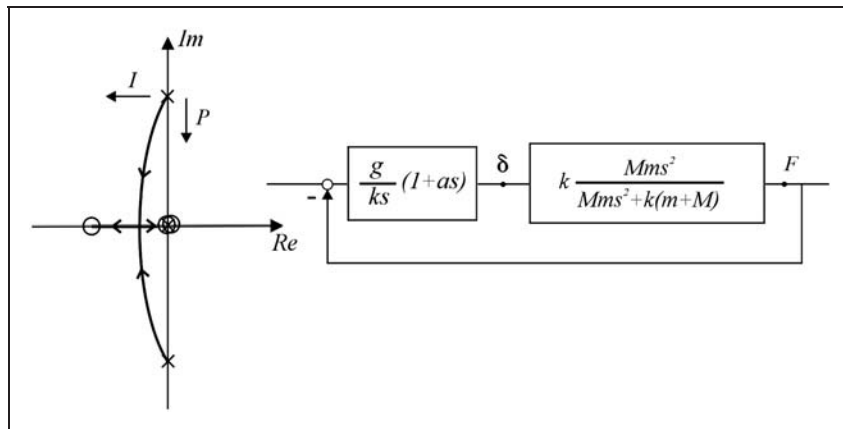 Im
I
P
Re
g
ks
(1+as)
δ
k
Mms²
Mms²+k(m+M)
F
-